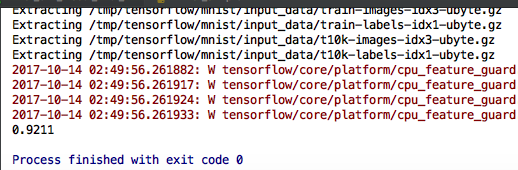 Extracting /tmp/tensorflow/mnist/input_data/train-images-idx3-ubyte.gz
Extracting /tmp/tensorflow/mnist/input_data/train-labels-idx1-ubyte.gz
Extracting /tmp/tensorflow/mnist/input_data/t10k-images-idx3-ubyte.gz
Extracting /tmp/tensorflow/mnist/input_data/t10k-labels-idx1-ubyte.gz
2017-10-14 02:49:56.261882: W tensorflow/core/platform/cpu_feature_guard
2017-10-14 02:49:56.261917: W tensorflow/core/platform/cpu_feature_guard
2017-10-14 02:49:56.261924: W tensorflow/core/platform/cpu_feature_guard
2017-10-14 02:49:56.261933: W tensorflow/core/platform/cpu_feature_guard
0.9211
Process finished with exit code 0